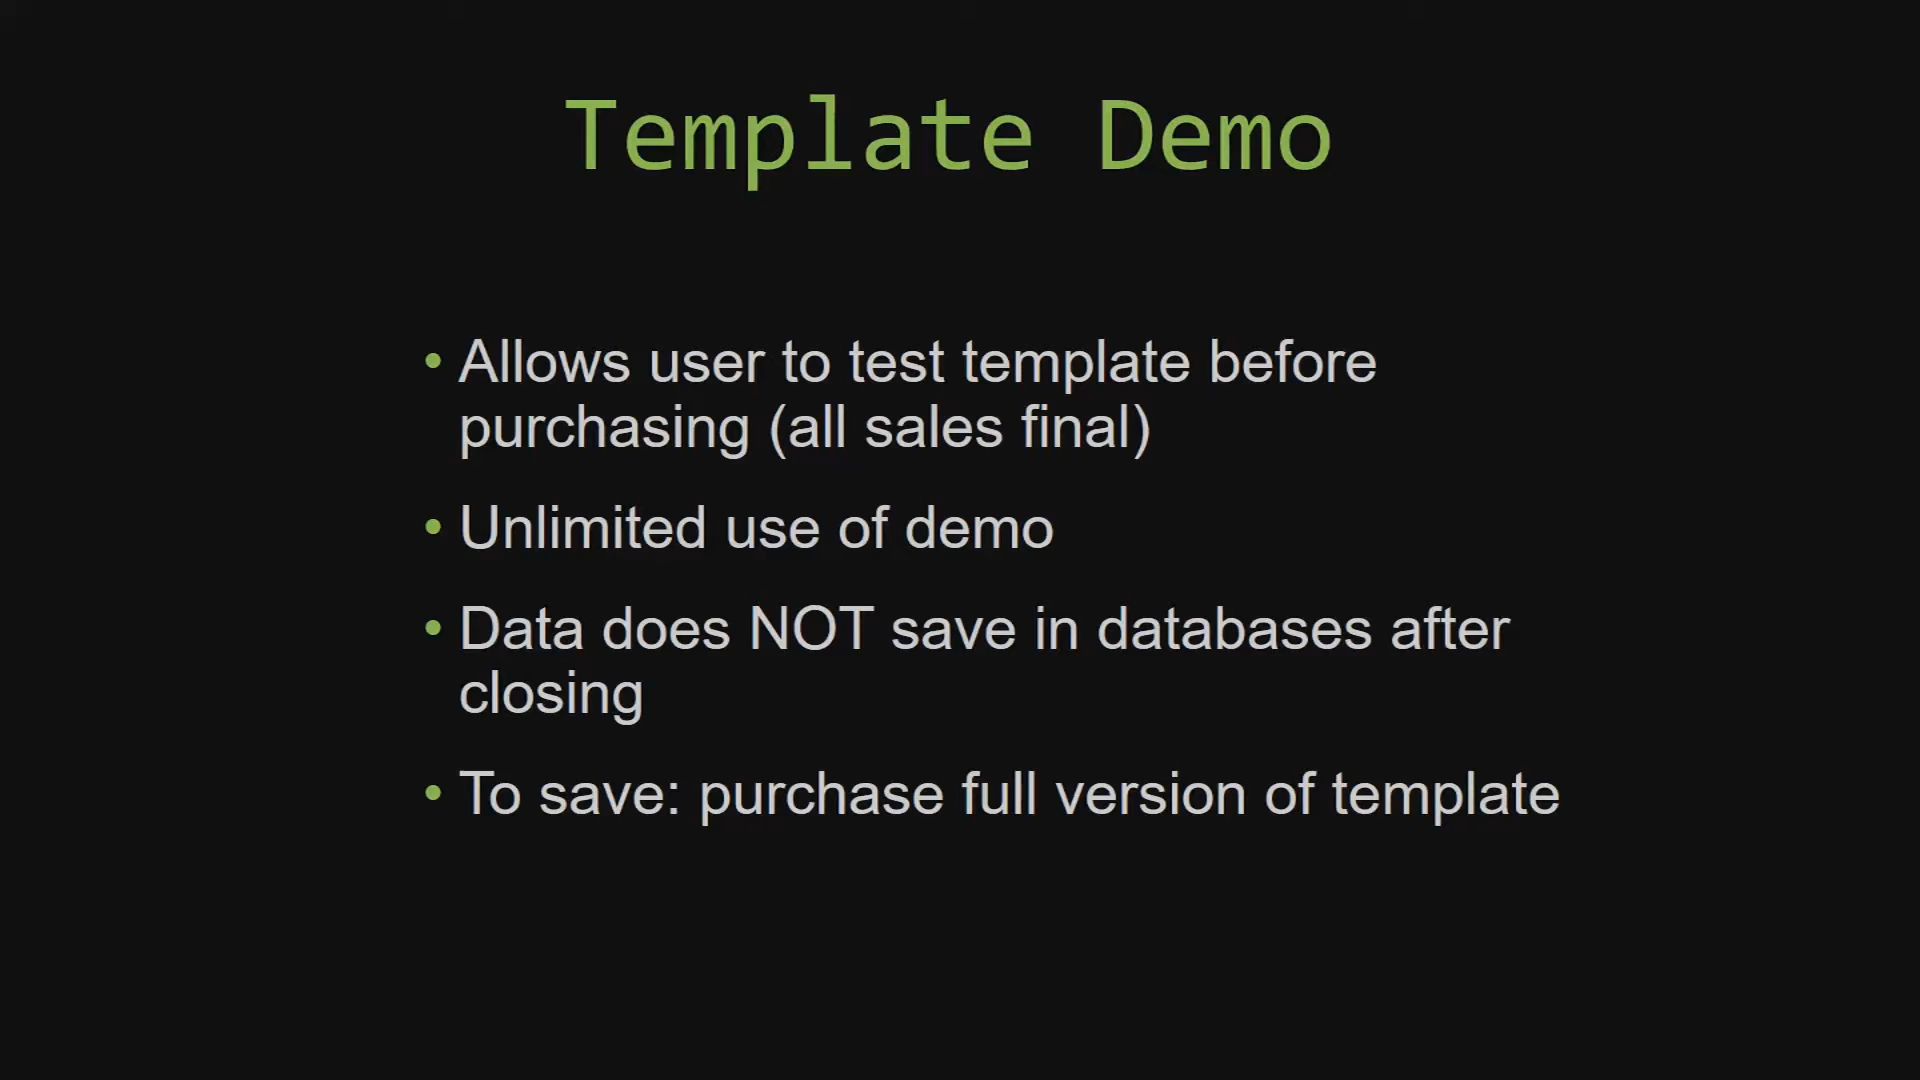 Template Demo
• Allows user to test template before
purchasing (all sales final)
• Unlimited use of demo
• Data does NOT save in databases after
closing
• To save: purchase full version of template